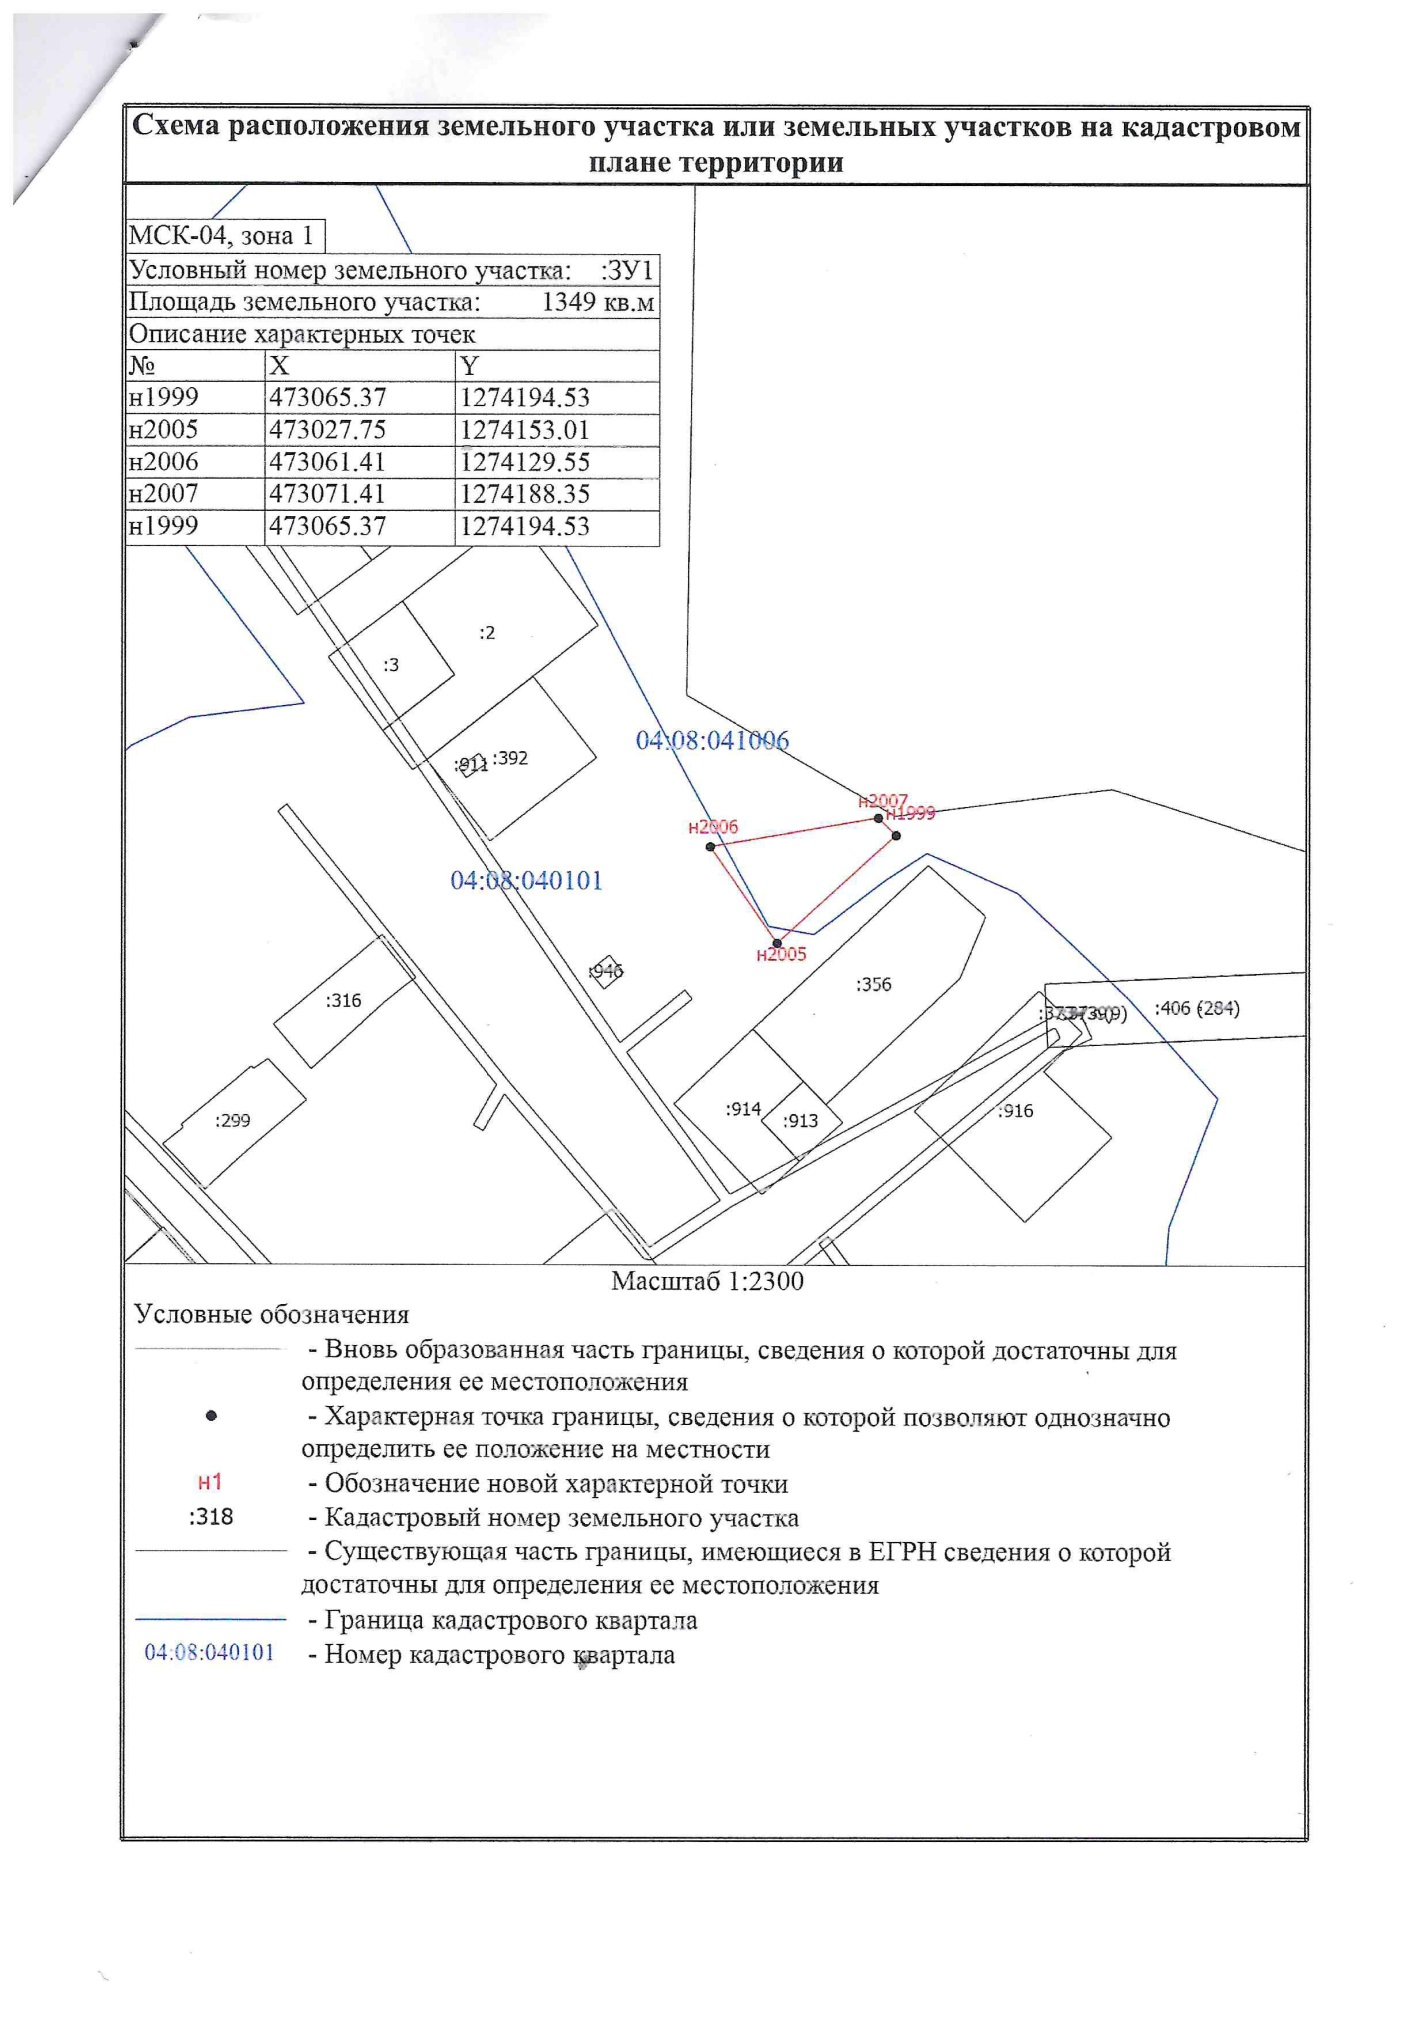 Схема расположения земельного участка или земельных участков на кадастровом
плане территории
МСК-04, зона 1
Условный номер земельного участка: :ЗУ1
Площадь земельного участка: 1349 кв.м
Описание характерных точек
№ X Y
н1999 473065.37 1274194.53
н2005 473027.75 1274153.01
н2006 473061.41 1274129.55
н2007 473071.41 1274188.35
н1999 473065.37 1274194.53
:2
:3
04:08:041006
:911 :392
н2007
н1999
н2006
04:08:040101
н2005
:946
:356
:316
:406 (284)
:914
:913
:916
:299
Масштаб 1:2300
Условные обозначения
- Вновь образованная часть границы, сведения о которой достаточны для
определения ее местоположения
- Характерная точка границы, сведения о которой позволяют однозначно
определить ее положение на местности
н1 - Обозначение новой характерной точки
:318 - Кадастровый номер земельного участка
- Существующая часть границы, имеющиеся в ЕГРН сведения о которой
достаточны для определения ее местоположения
- Граница кадастрового квартала
04:08:040101 - Номер кадастрового квартала